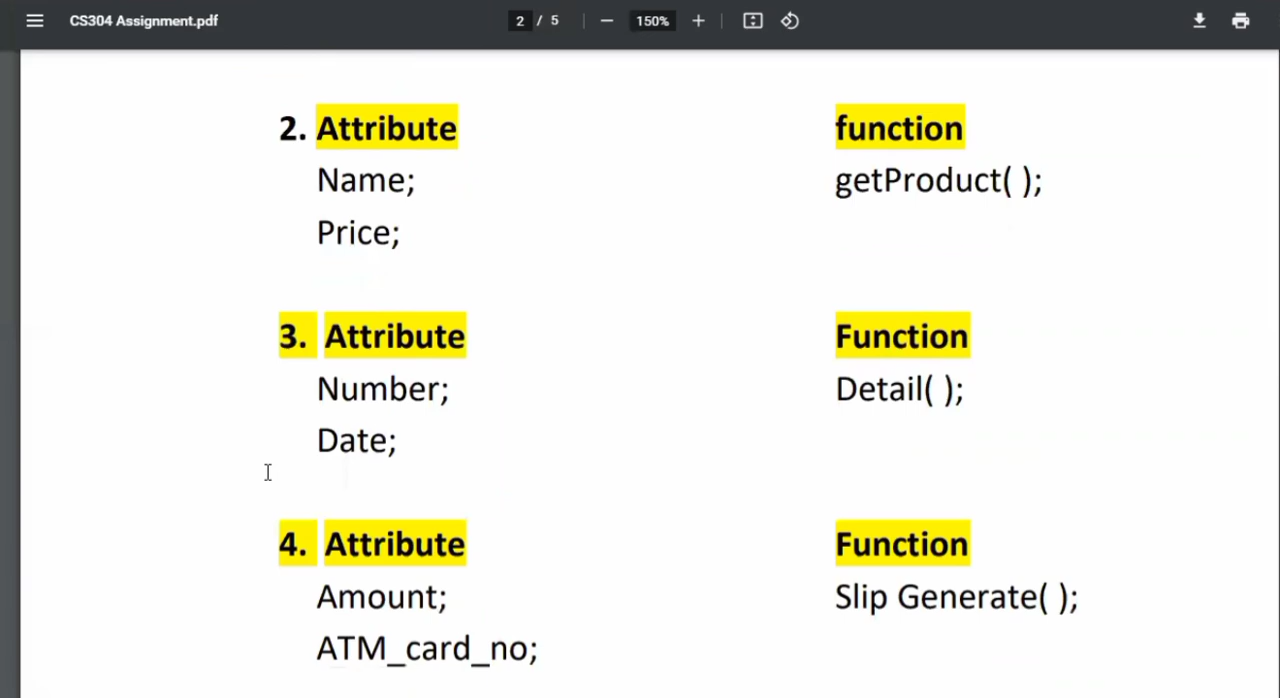 CS304 Assignment.pdf 2 / 5 150%
2. Attribute function
Name; getProduct( );
Price;
3. Attribute Function
Number; Detail( );
Date;
4. Attribute Function
Amount; Slip Generate( );
ATM_card_no;